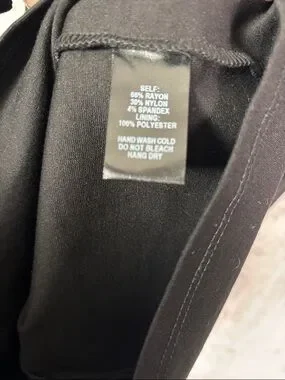 SELF:
66% RAYON
30% NYLON
4% SPANDEX
LINING:
100% POLYESTER
HAND WASH COLD
DO NOT BLEACH
HANG DRY